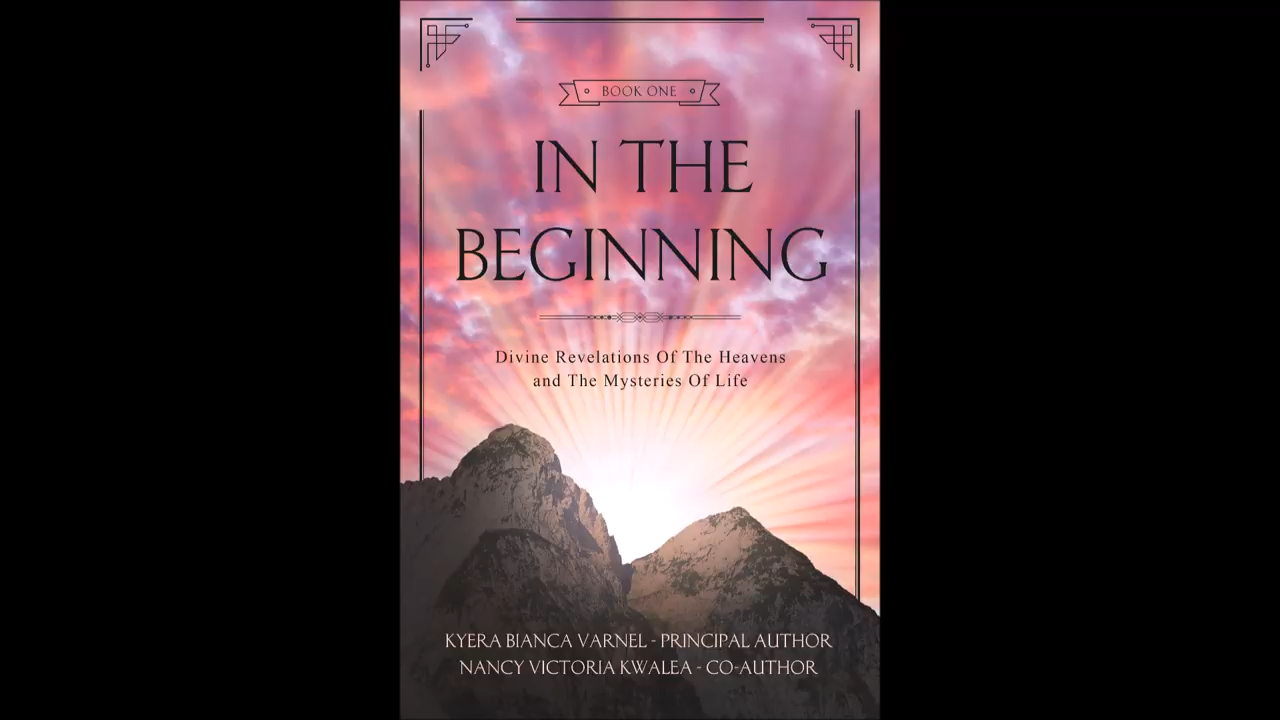 BOOK ONE
IN THE
BEGINNING
Divine Revelations Of The Heavens
and The Mysteries Of Life
KYERA BIANCA VARNEL - PRINCIPAL AUTHOR
NANCY VICTORIA KWALEA - CO-AUTHOR